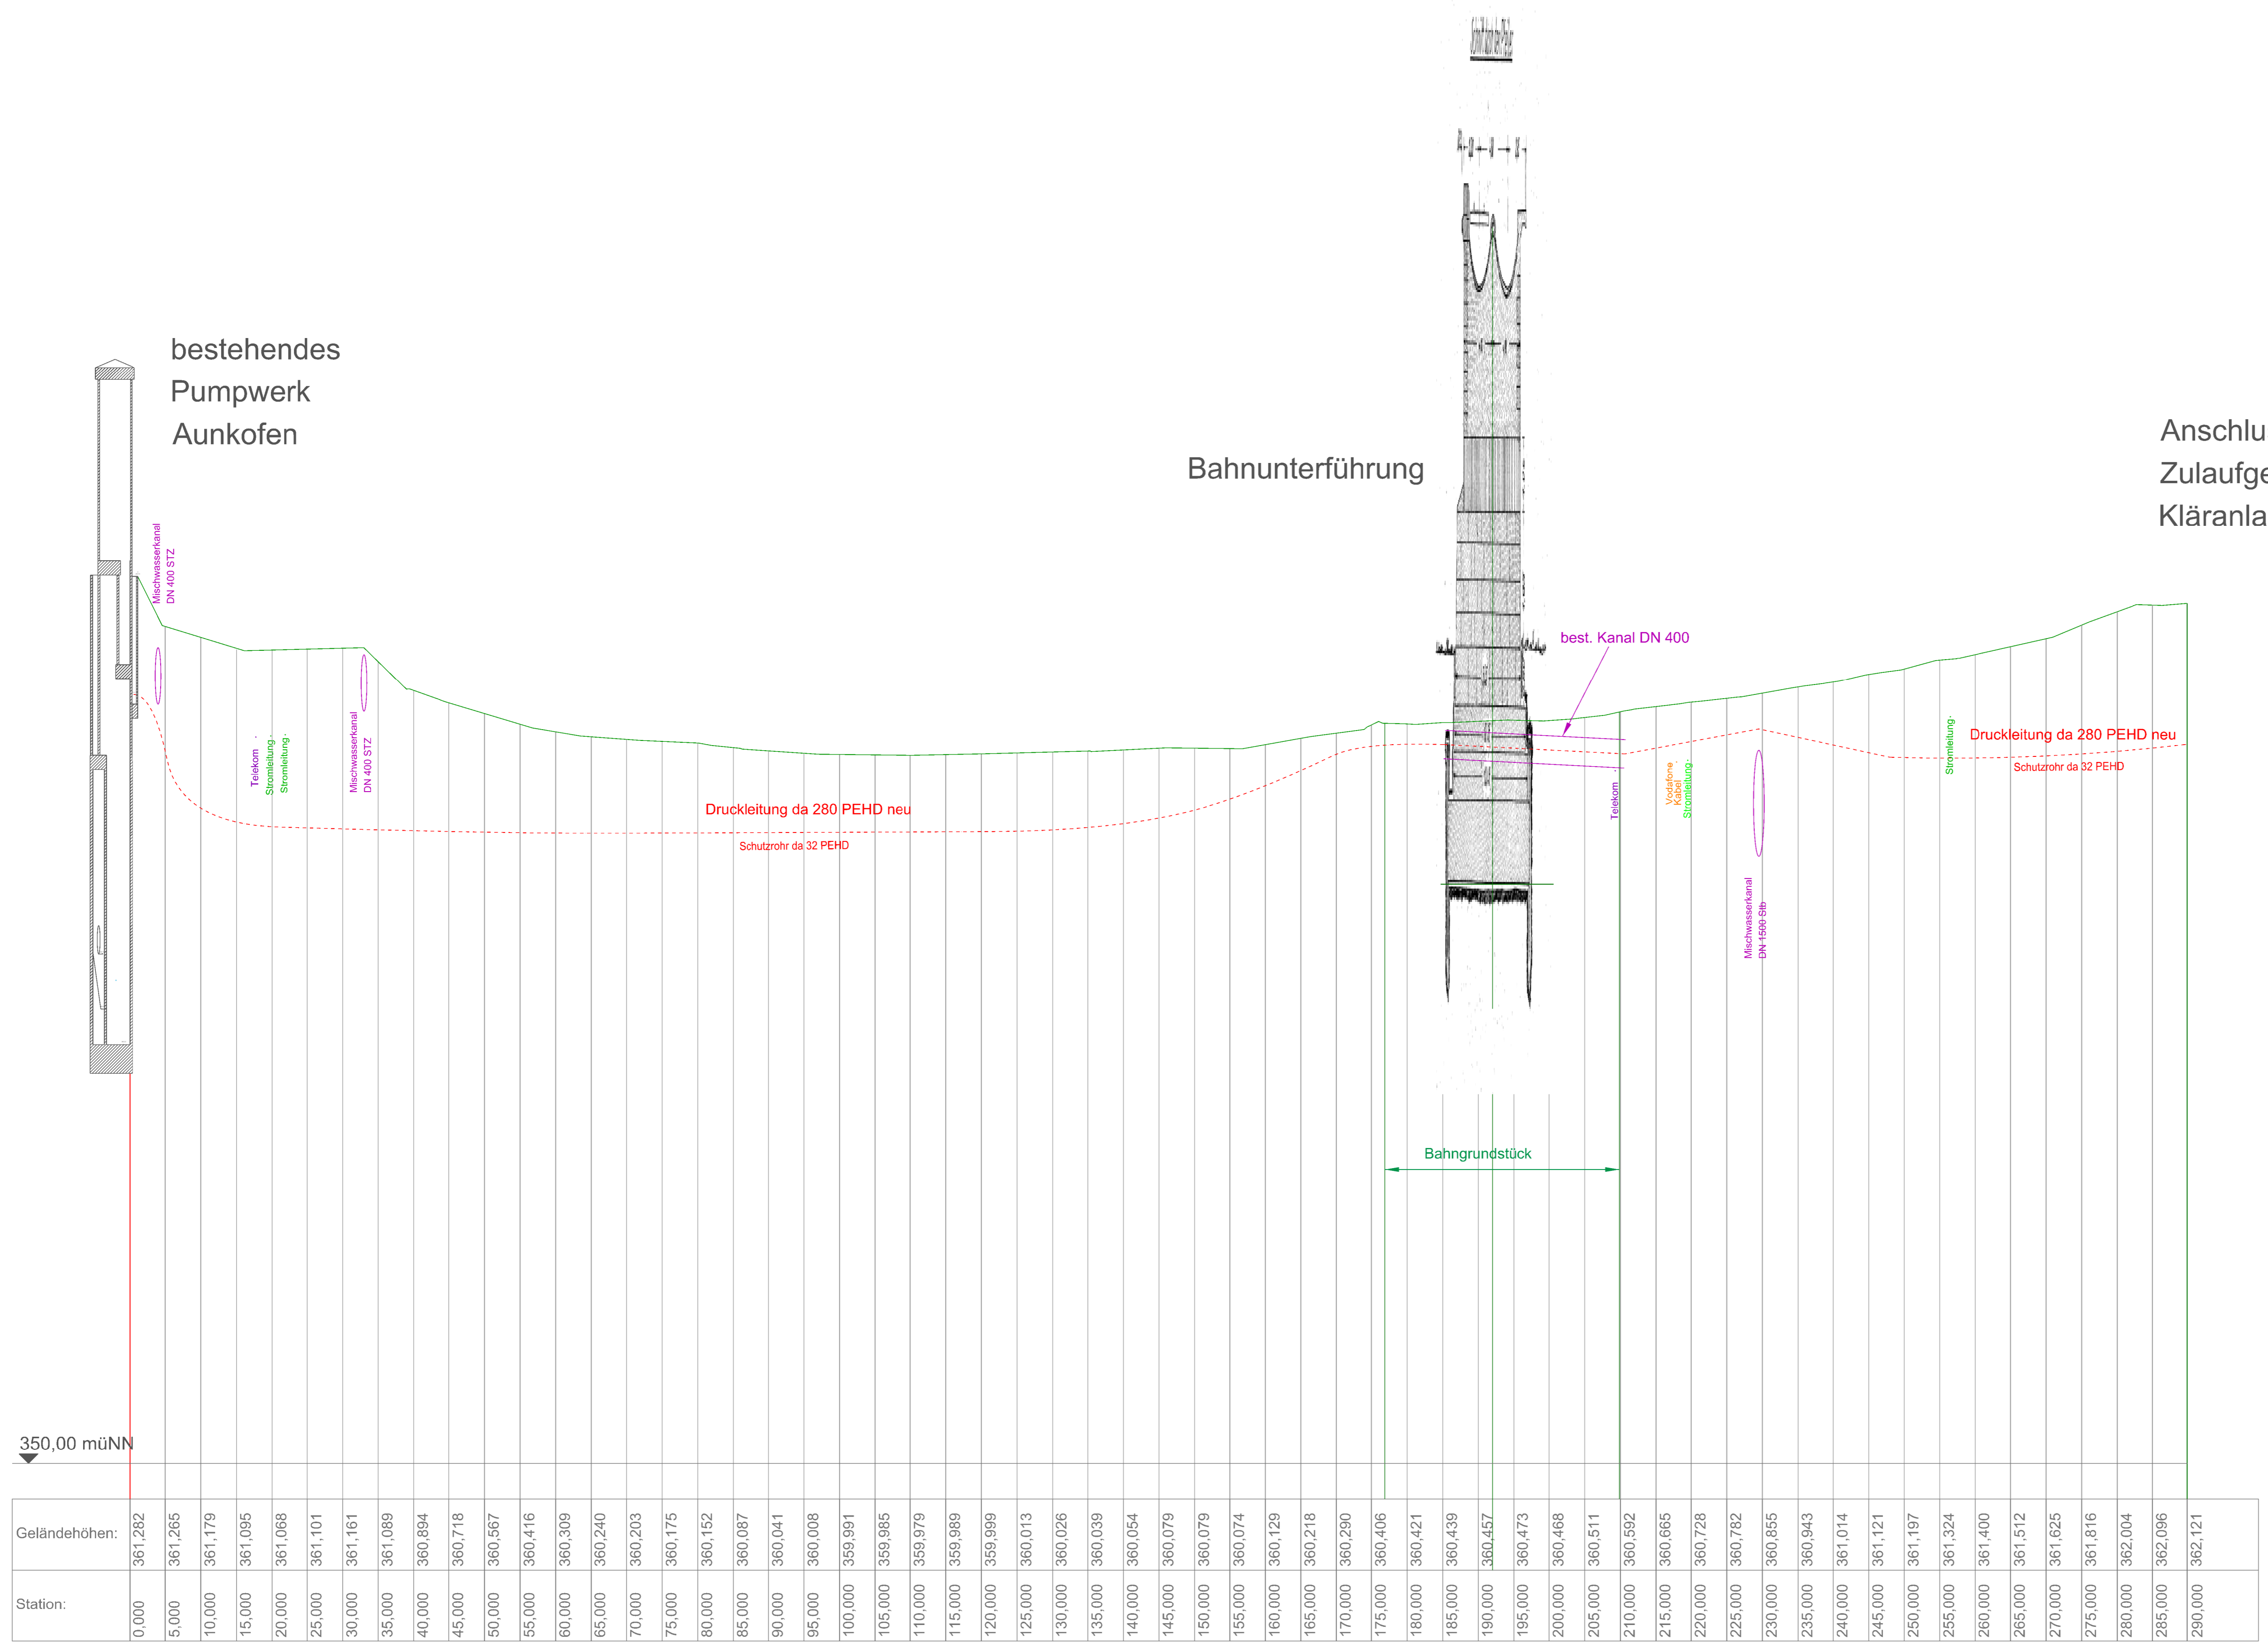 bestehendes
Pumpwerk
Aunkofen
Bahnunterführung
Anschlu
Zulaufge
Kläranla
Mischwasserkanal
DN 400 STZ
best. Kanal DN 400
Telekom
Stromleitung
Stromleitung
Mischwasserkanal
DN 400 STZ
Druckleitung da 280 PEHD neu
Schutzrohr da 32 PEHD
Telekom
Vodafone
Kabel
Stromleitung
Mischwasserkanal
DN 1500 Stb
Stromleitung
Druckleitung da 280 PEHD neu
Schutzrohr da 32 PEHD
Bahngrundstück
350,00 müNN
Geländehöhen: 361,282 361,265 361,179 361,095 361,068 361,101 361,161 361,089 360,894 360,718 360,567 360,416 360,309 360,240 360,203 360,175 360,152 360,087 360,041 360,008 359,991 359,985 359,979 359,989 359,999 360,013 360,026 360,039 360,054 360,079 360,079 360,074 360,129 360,218 360,290 360,406 360,421 360,439 360,457 360,473 360,468 360,511 360,592 360,665 360,728 360,782 360,855 360,943 361,014 361,121 361,197 361,324 361,400 361,512 361,625 361,816 362,004 362,096 362,121
Station: 0,000 5,000 10,000 15,000 20,000 25,000 30,000 35,000 40,000 45,000 50,000 55,000 60,000 65,000 70,000 75,000 80,000 85,000 90,000 95,000 100,000 105,000 110,000 115,000 120,000 125,000 130,000 135,000 140,000 145,000 150,000 155,000 160,000 165,000 170,000 175,000 180,000 185,000 190,000 195,000 200,000 205,000 210,000 215,000 220,000 225,000 230,000 235,000 240,000 245,000 250,000 255,000 260,000 265,000 270,000 275,000 280,000 285,000 290,000